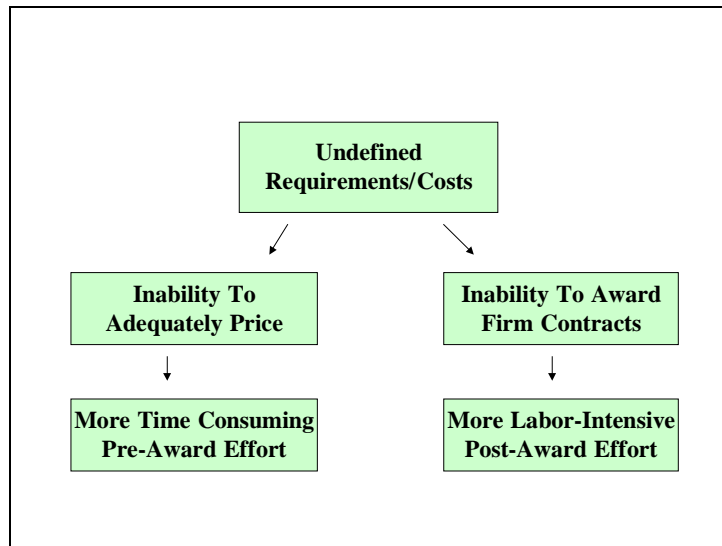 Undefined
Requirements/Costs
Inability To
Adequately Price
Inability To Award
Firm Contracts
More Time Consuming
Pre-Award Effort
More Labor-Intensive
Post-Award Effort